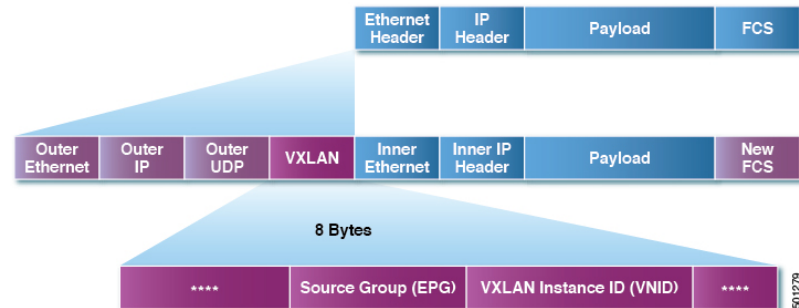 Ethernet Header
IP Header
Payload
FCS
Outer Ethernet
Outer IP
Outer UDP
VXLAN
Inner Ethernet
Inner IP Header
Payload
New FCS
8 Bytes
****
Source Group (EPG)
VXLAN Instance ID (VNID)
****
501279